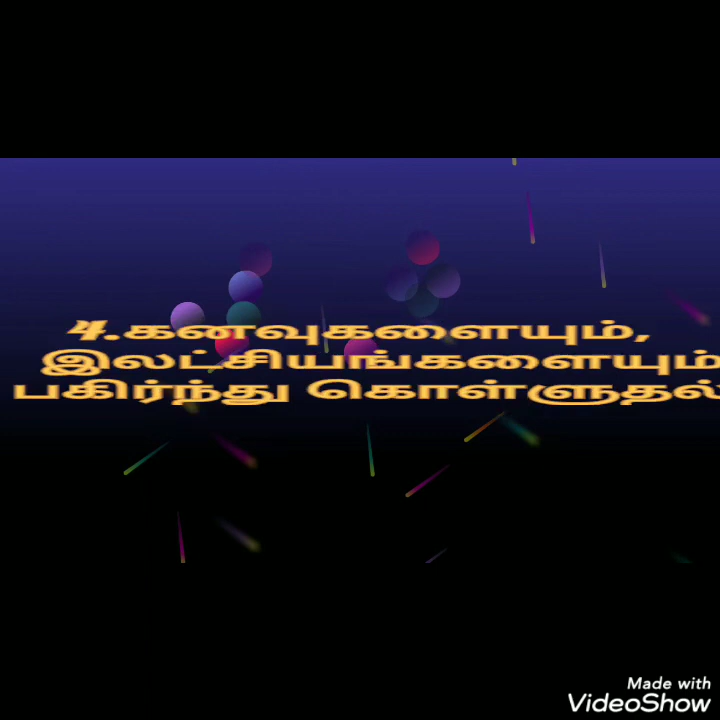 4.கனவுகளையும்,
இலட்சியங்களையும்
பகிர்ந்து கொள்ளுதல்
Made with
VideoShow